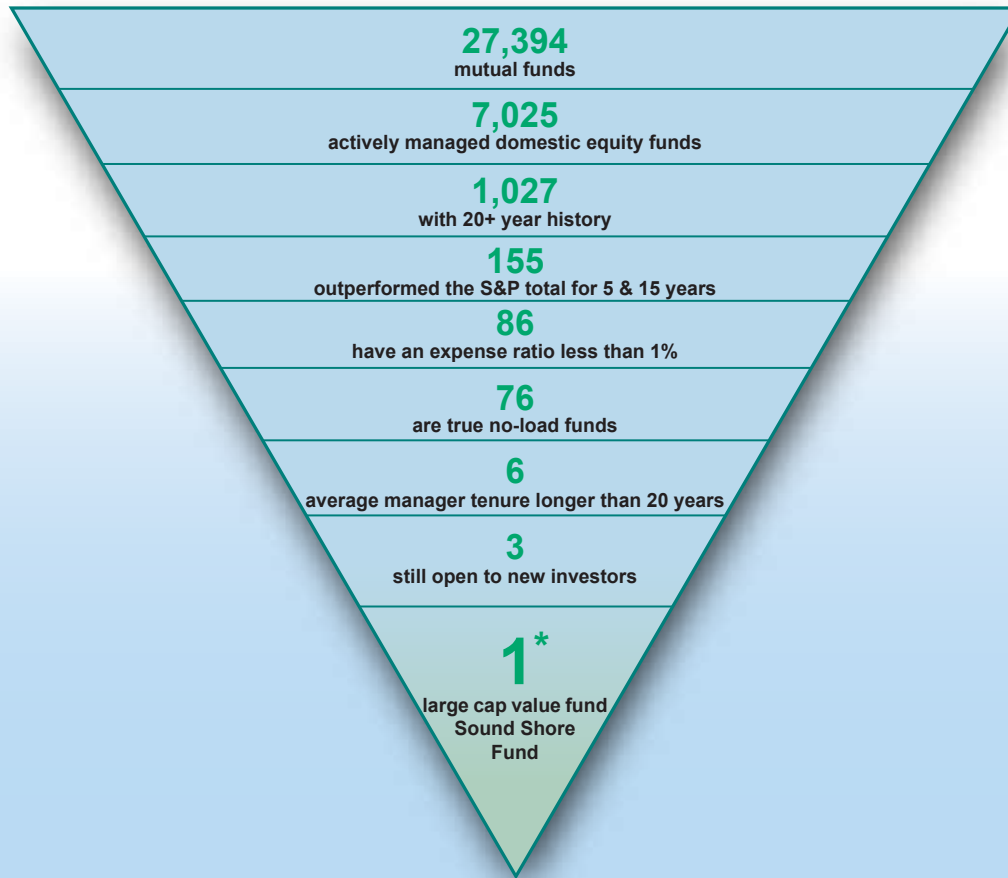 27,394
mutual funds
7,025
actively managed domestic equity funds
1,027
with 20+ year history
155
outperformed the S&P total for 5 & 15 years
86
have an expense ratio less than 1%
76
are true no-load funds
6
average manager tenure longer than 20 years
3
still open to new investors
1*
large cap value fund
Sound Shore
Fund